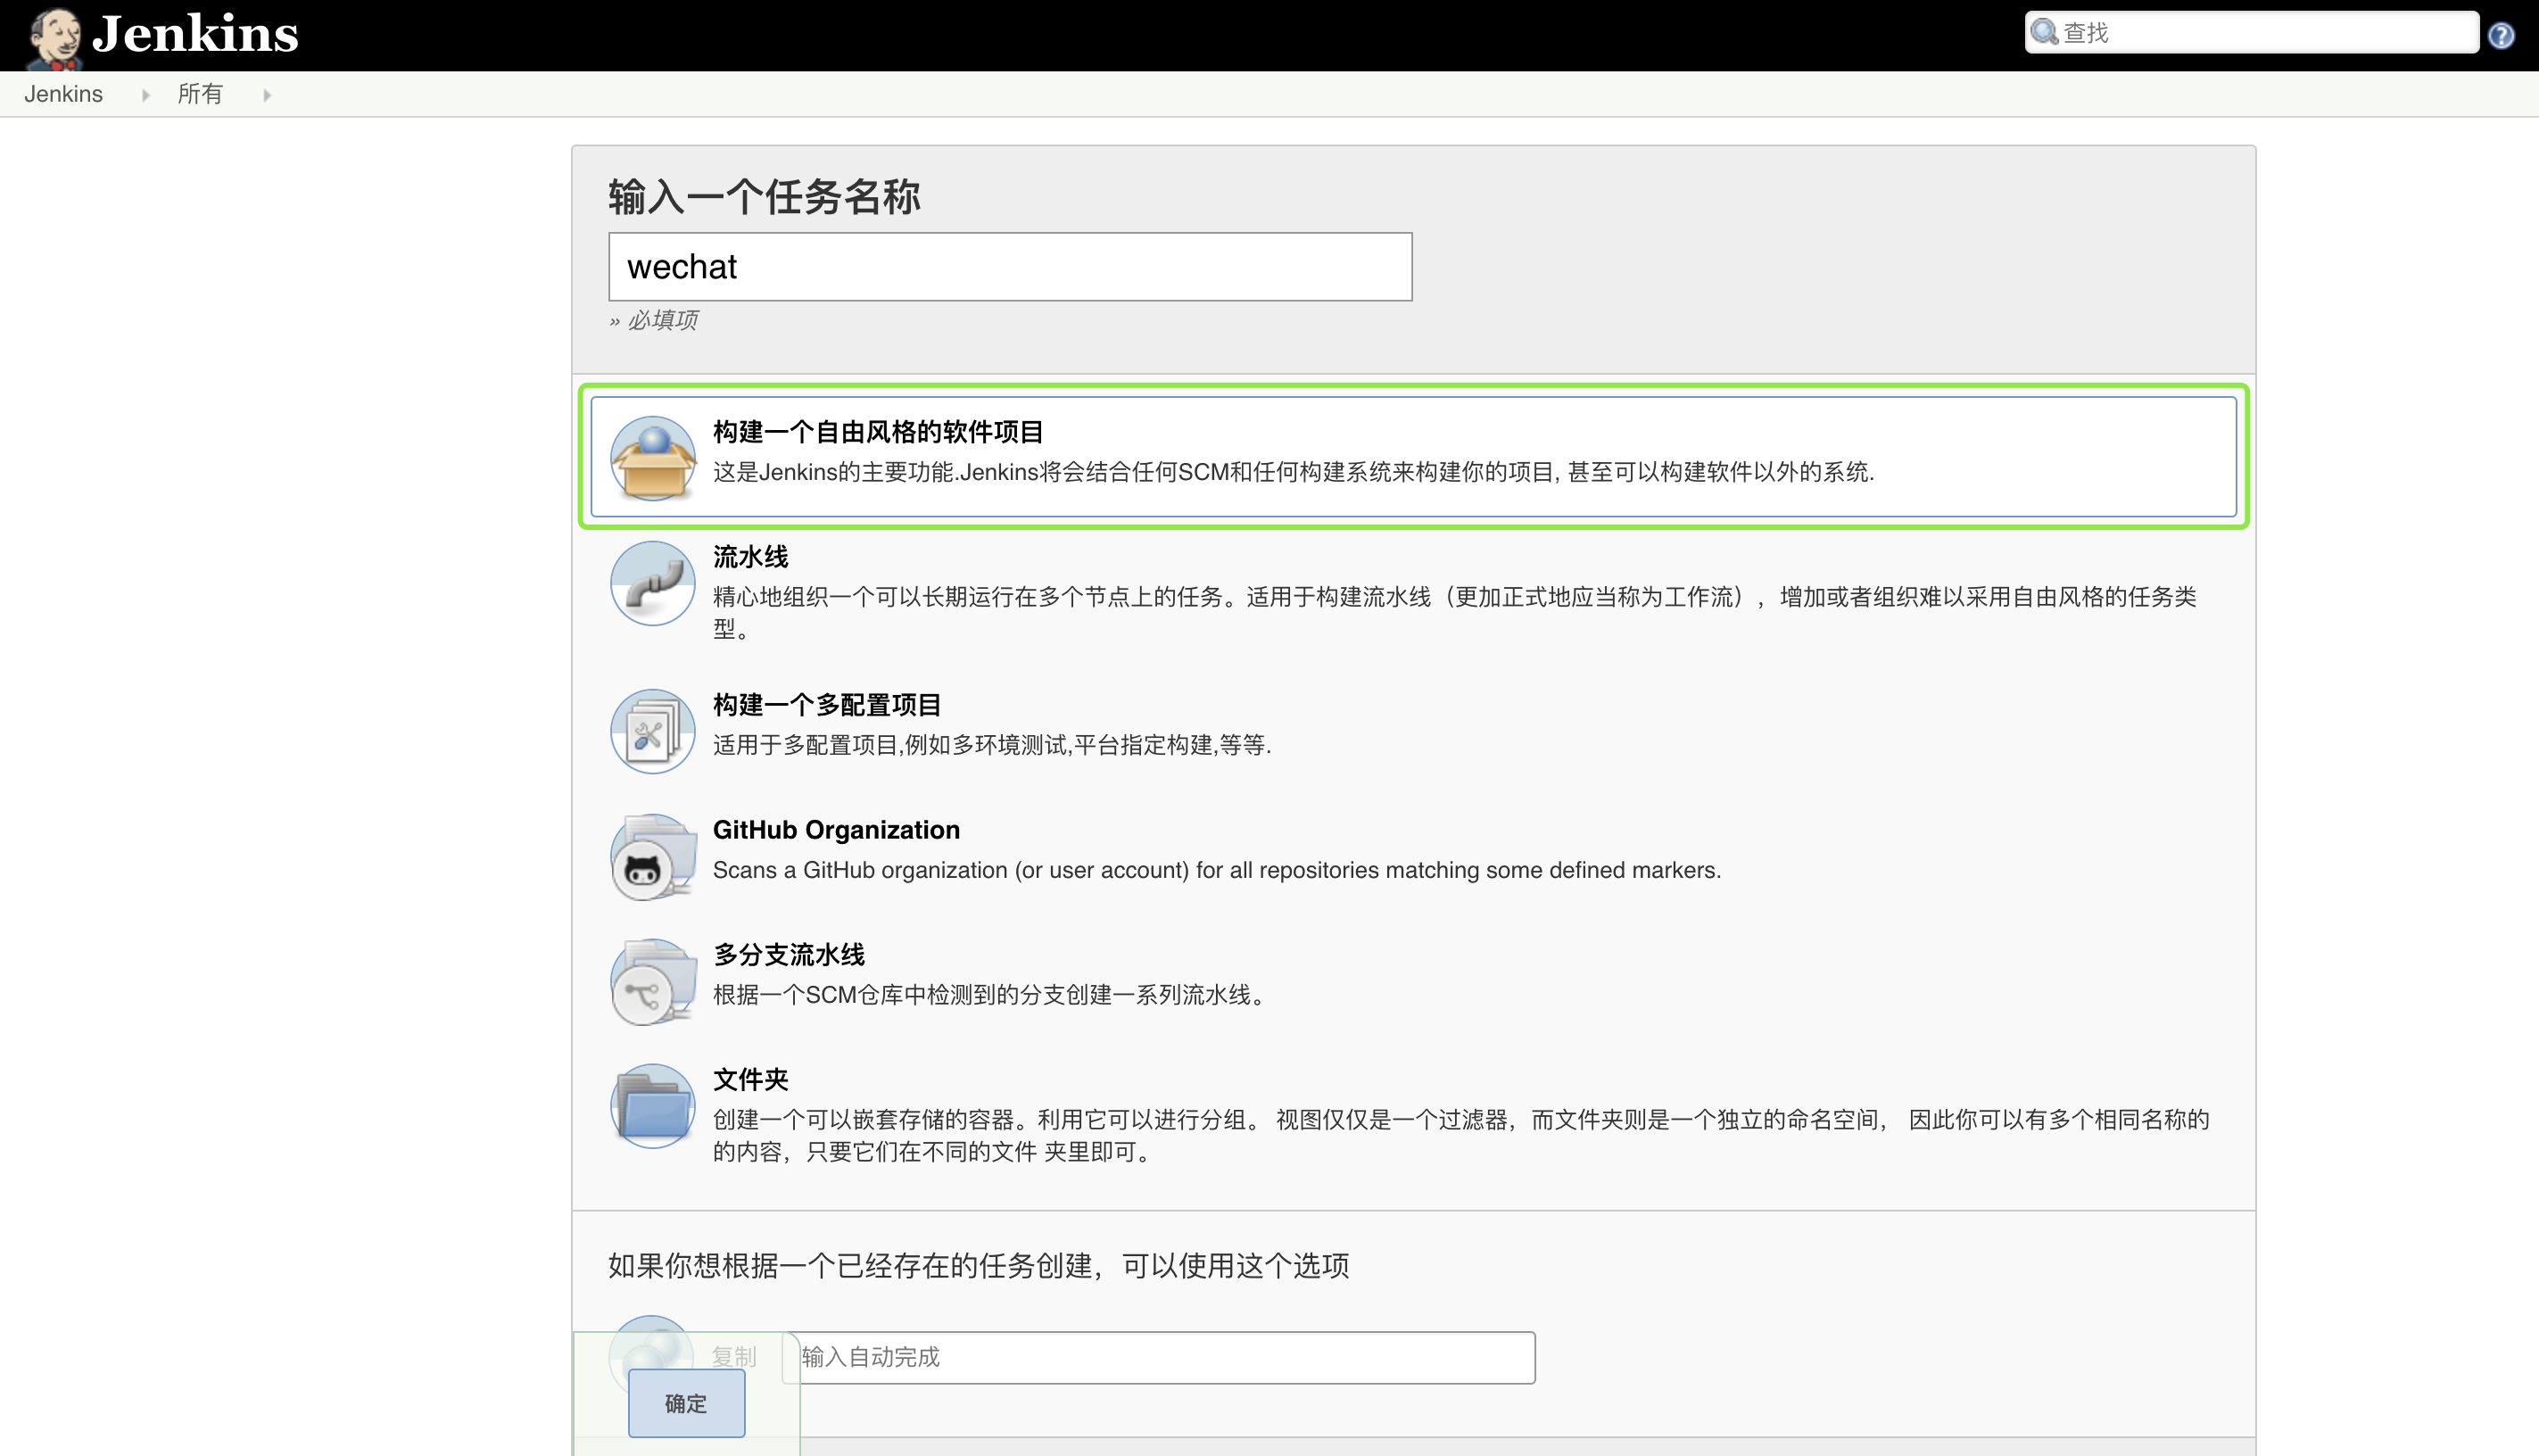 Jenkins
查找
Jenkins
所有
输入一个任务名称
wechat
» 必填项
构建一个自由风格的软件项目
这是Jenkins的主要功能.Jenkins将会结合任何SCM和任何构建系统来构建你的项目, 甚至可以构建软件以外的系统.
流水线
精心地组织一个可以长期运行在多个节点上的任务。适用于构建流水线（更加正式地应当称为工作流），增加或者组织难以采用自由风格的任务类
型。
构建一个多配置项目
适用于多配置项目,例如多环境测试,平台指定构建,等等.
GitHub Organization
Scans a GitHub organization (or user account) for all repositories matching some defined markers.
多分支流水线
根据一个SCM仓库中检测到的分支创建一系列流水线。
文件夹
创建一个可以嵌套存储的容器。利用它可以进行分组。 视图仅仅是一个过滤器，而文件夹则是一个独立的命名空间， 因此你可以有多个相同名称的
的内容，只要它们在不同的文件 夹里即可。
如果你想根据一个已经存在的任务创建，可以使用这个选项
复制
输入自动完成
确定